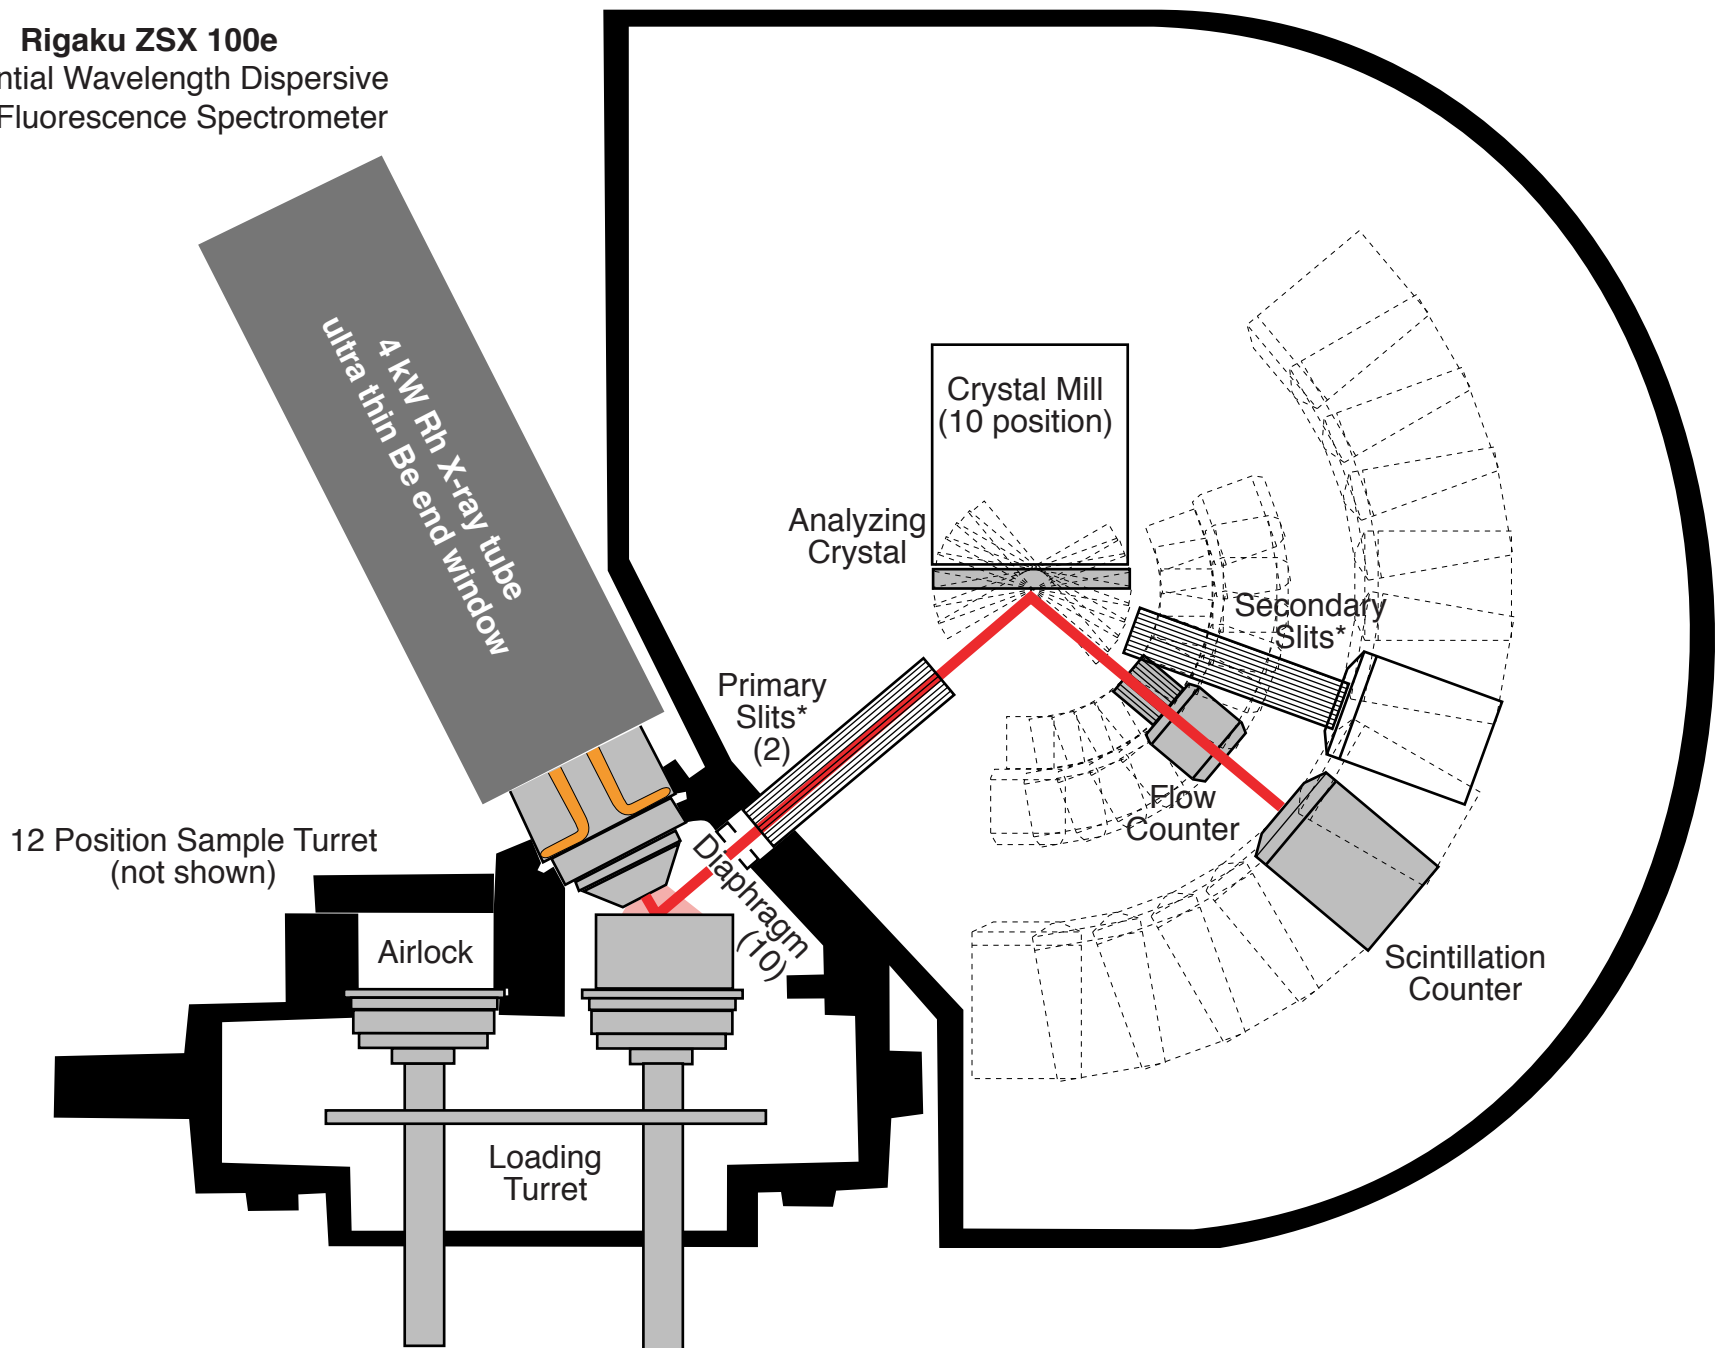 Rigaku ZSX 100e
ntial Wavelength Dispersive
Fluorescence Spectrometer
4 kW Rh X-ray tube
ultra thin Be end window
Crystal Mill
(10 position)
Analyzing
Crystal
Secondary
Slits*
Primary
Slits*
(2)
Flow
Counter
12 Position Sample Turret
(not shown)
Diaphragm
(10)
Airlock
Scintillation
Counter
Loading
Turret